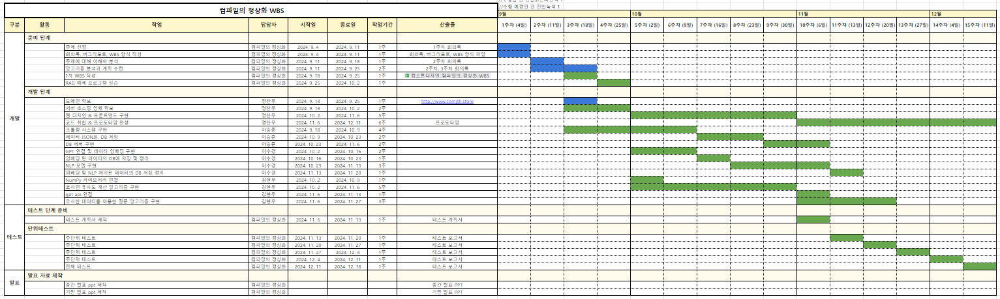 //수행 예정인 건 진한녹색 1
컴파일의 정상화 WBS
9월 10월 11월 12월
구분 활동 작업 담당자 시작일 종료일 작업기간 산출물 1주차 (4일) 2주차 (11일) 3주차 (18일) 4주차 (25일) 5주차 (2일) 6주차 (9일) 7주차 (16일) 8주차 (23일) 9주차 (30일) 10주차 (6일) 11주차 (13일) 12주차 (20일) 13주차 (27일) 14주차 (4일) 15주차 (11일)
개발
준비 단계
주제 선정 컴파일의 정상화 2024. 9. 4 2024. 9. 11 1주 1주차 회의록
회의록, 버그리포트, WBS 양식 작성 컴파일의 정상화 2024. 9. 4 2024. 9. 11 1주 회의록, 버그리포트, WBS 양식 파일
주제에 대해 이해와 분석 컴파일의 정상화 2024. 9. 11 2024. 9. 18 1주 2주차 회의록
알고리즘 분석과 계획 수립 컴파일의 정상화 2024. 9. 11 2024. 9. 25 2주 2주차, 3주차 회의록
1차 WBS 작성 컴파일의 정상화 2024. 9. 18 2024. 9. 25 1주 캡스톤디자인_컴파일의_정상화_WBS
RAG 예제 프로그램 실습 컴파일의 정상화 2024. 9. 25 2024. 10. 2 1주
개발 단계
도메인 확보 정찬우 2024. 9. 18 2024. 9. 25 1주 http://www.comjsh.store
서버 호스팅 업체 확보 정찬우 2024. 9. 18 2024. 10. 2 2주
웹 디자인 & 프론트엔드 구현 정찬우 2024. 10. 2 2024. 11. 6 5주
코드 취합 & 프로토타입 완성 정찬우 2024. 11. 6 2024. 12. 11 6주 프로토타입
크롤링 시스템 구현 이승준 2024. 9. 18 2024. 10. 9 4주
데이터 JSON화, DB 저장 이승준 2024. 10. 9 2024. 10. 23 2주
DB 서버 구현 이수경 2024. 10. 23 2024. 11. 6 2주
GPT 연결 및 데이터 임베딩 구현 이수경 2024. 10. 2 2024. 10. 16 2주
임베딩 된 데이터의 DB에 저장 및 정리 이수경 2024. 10. 16 2024. 10. 23 1주
NLP 모델 구현 이수경 2024. 10. 23 2024. 11. 13 3주
임베딩 및 NLP 처리된 데이터의 DB 저장 정리 이수경 2024. 11. 13 2024. 11. 20 1주
NumPy 라이브러리 연결 김현우 2024. 10. 2 2024. 10. 9 1주
코사인 유사도 계산 알고리즘 구현 김현우 2024. 10. 2 2024. 11. 6 5주
gpt api 연결 김현우 2024. 11. 6 2024. 11. 13 1주
유사한 데이터를 이용한 질문 알고리즘 구현 김현우 2024. 11. 6 2024. 11. 27 3주
테스트
테스트 단계 준비
테스트 계획서 제작 컴파일의 정상화 2024. 11. 6 2024. 11. 13 1주 테스트 계획서
단위테스트
주단위 테스트 컴파일의 정상화 2024. 11. 13 2024. 11. 20 1주 테스트 보고서
주단위 테스트 컴파일의 정상화 2024. 11. 20 2024. 11. 27 1주 테스트 보고서
주단위 테스트 컴파일의 정상화 2024. 11. 27 2024. 12. 4 1주 테스트 보고서
주단위 테스트 컴파일의 정상화 2024. 12. 4 2024. 12. 11 1주 테스트 보고서
전체 테스트 컴파일의 정상화 2024. 12. 11 2024. 12. 18 1주 테스트 보고서
발표
발표 자료 제작
중간 발표 ppt 제작 컴파일의 정상화 중간 발표 PPT
기말 발표 ppt 제작 컴파일의 정상화 기말 발표 PPT